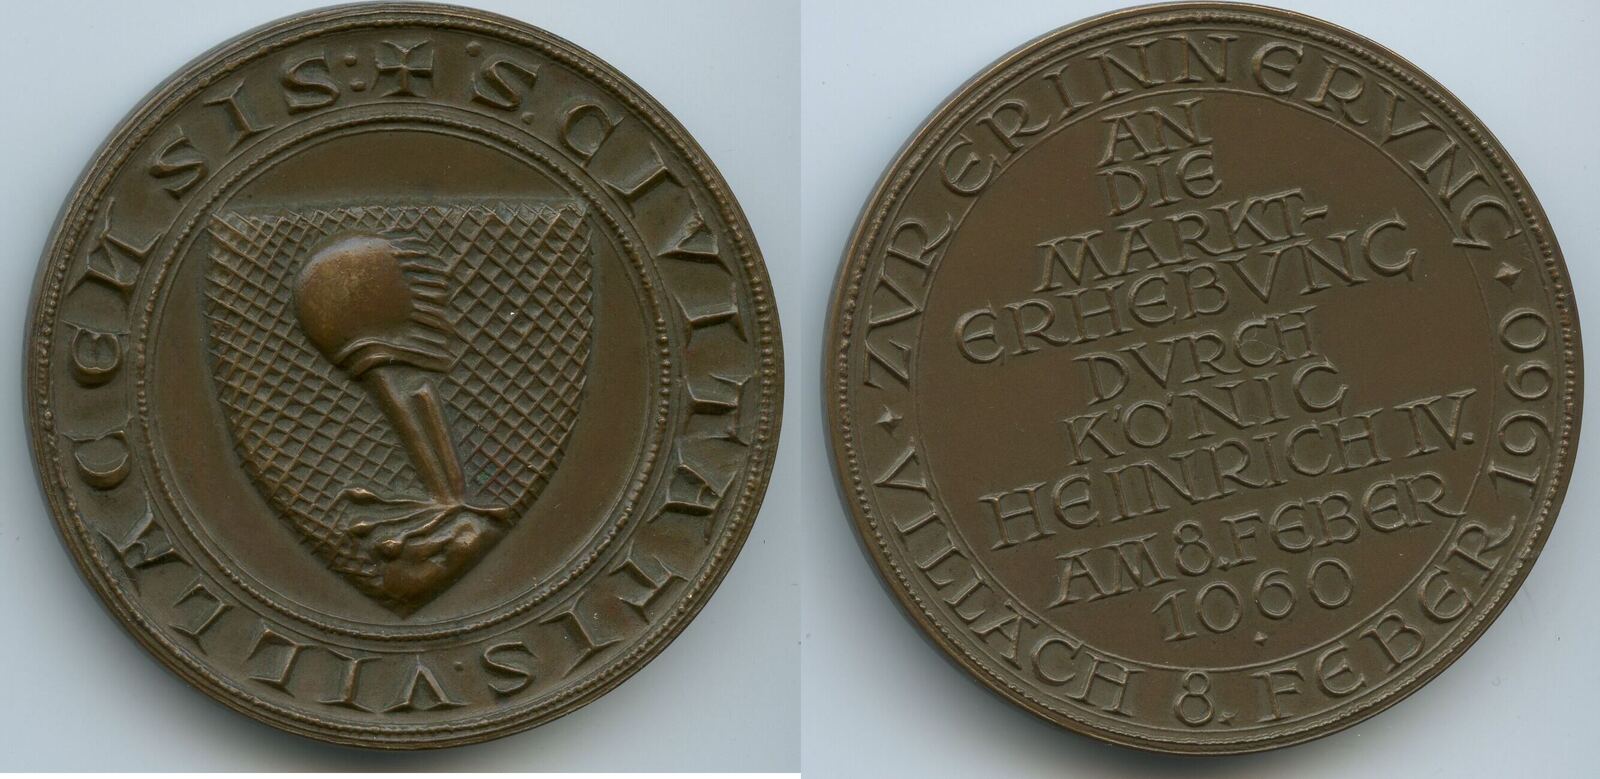 ✠ :S:CIVITATIS:VILACCENSIS:
ZVR ERINNERVNG
AN
DIE
MARKT-
ERHEBVNG
DVRCH
KÖNIG
HEINRICH IV.
AM 8. FEBER
1060
VILLACH 8. FEBER 1960